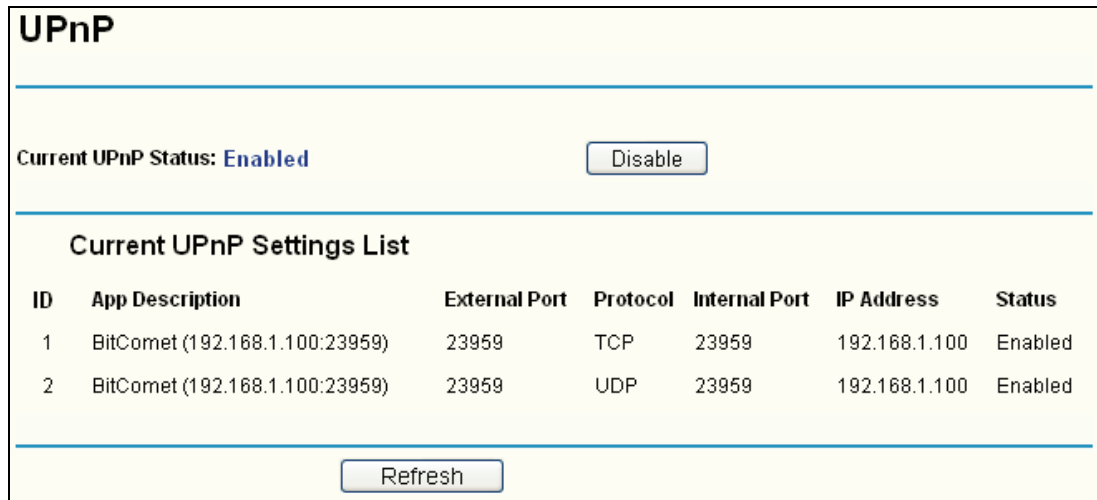 UPnP
Current UPnP Status: Enabled Disable
Current UPnP Settings List
ID App Description External Port Protocol Internal Port IP Address Status
1 BitComet (192.168.1.100:23959) 23959 TCP 23959 192.168.1.100 Enabled
2 BitComet (192.168.1.100:23959) 23959 UDP 23959 192.168.1.100 Enabled
Refresh